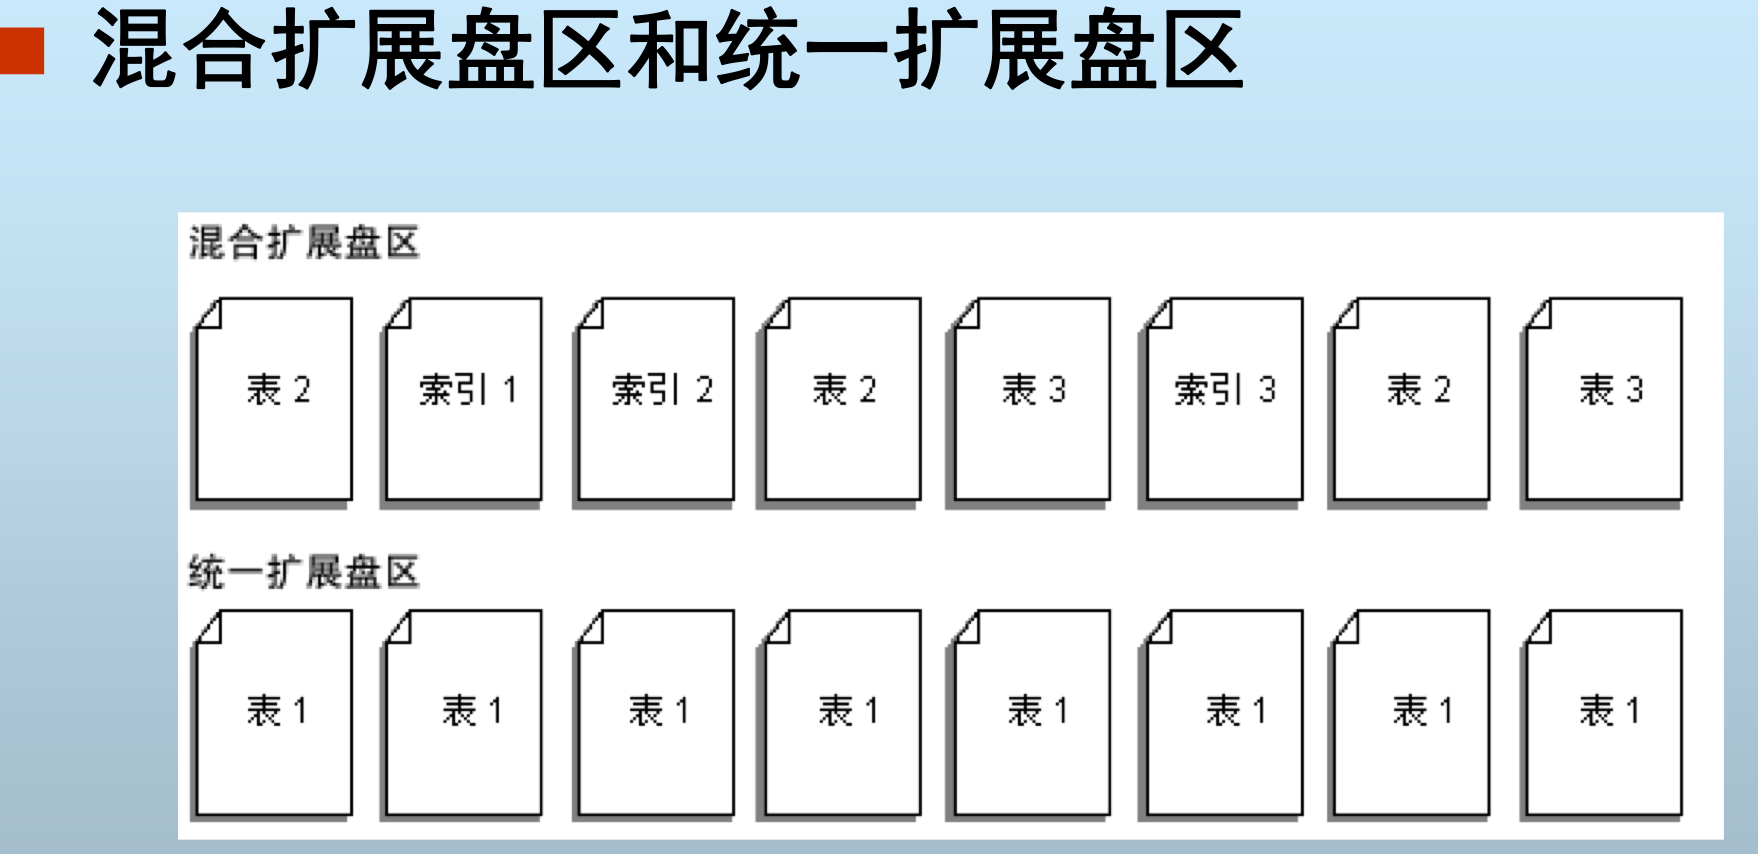 混合扩展盘区和统一扩展盘区
混合扩展盘区
表 2 索引 1 索引 2 表 2 表 3 索引 3 表 2 表 3
统一扩展盘区
表 1 表 1 表 1 表 1 表 1 表 1 表 1 表 1